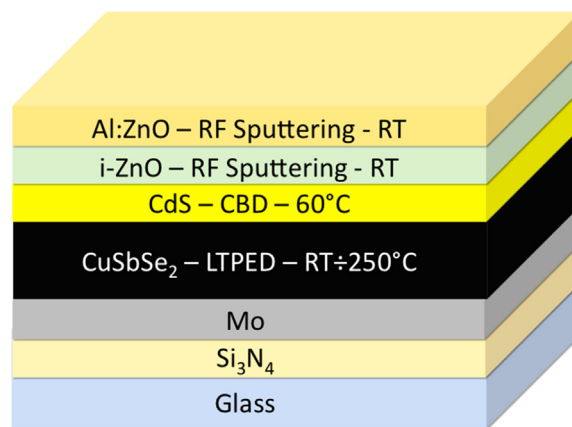 Al:ZnO – RF Sputtering - RT
i-ZnO – RF Sputtering - RT
CdS – CBD – 60°C
CuSbSe₂ – LTPED – RT÷250°C
Mo
Si₃N₄
Glass